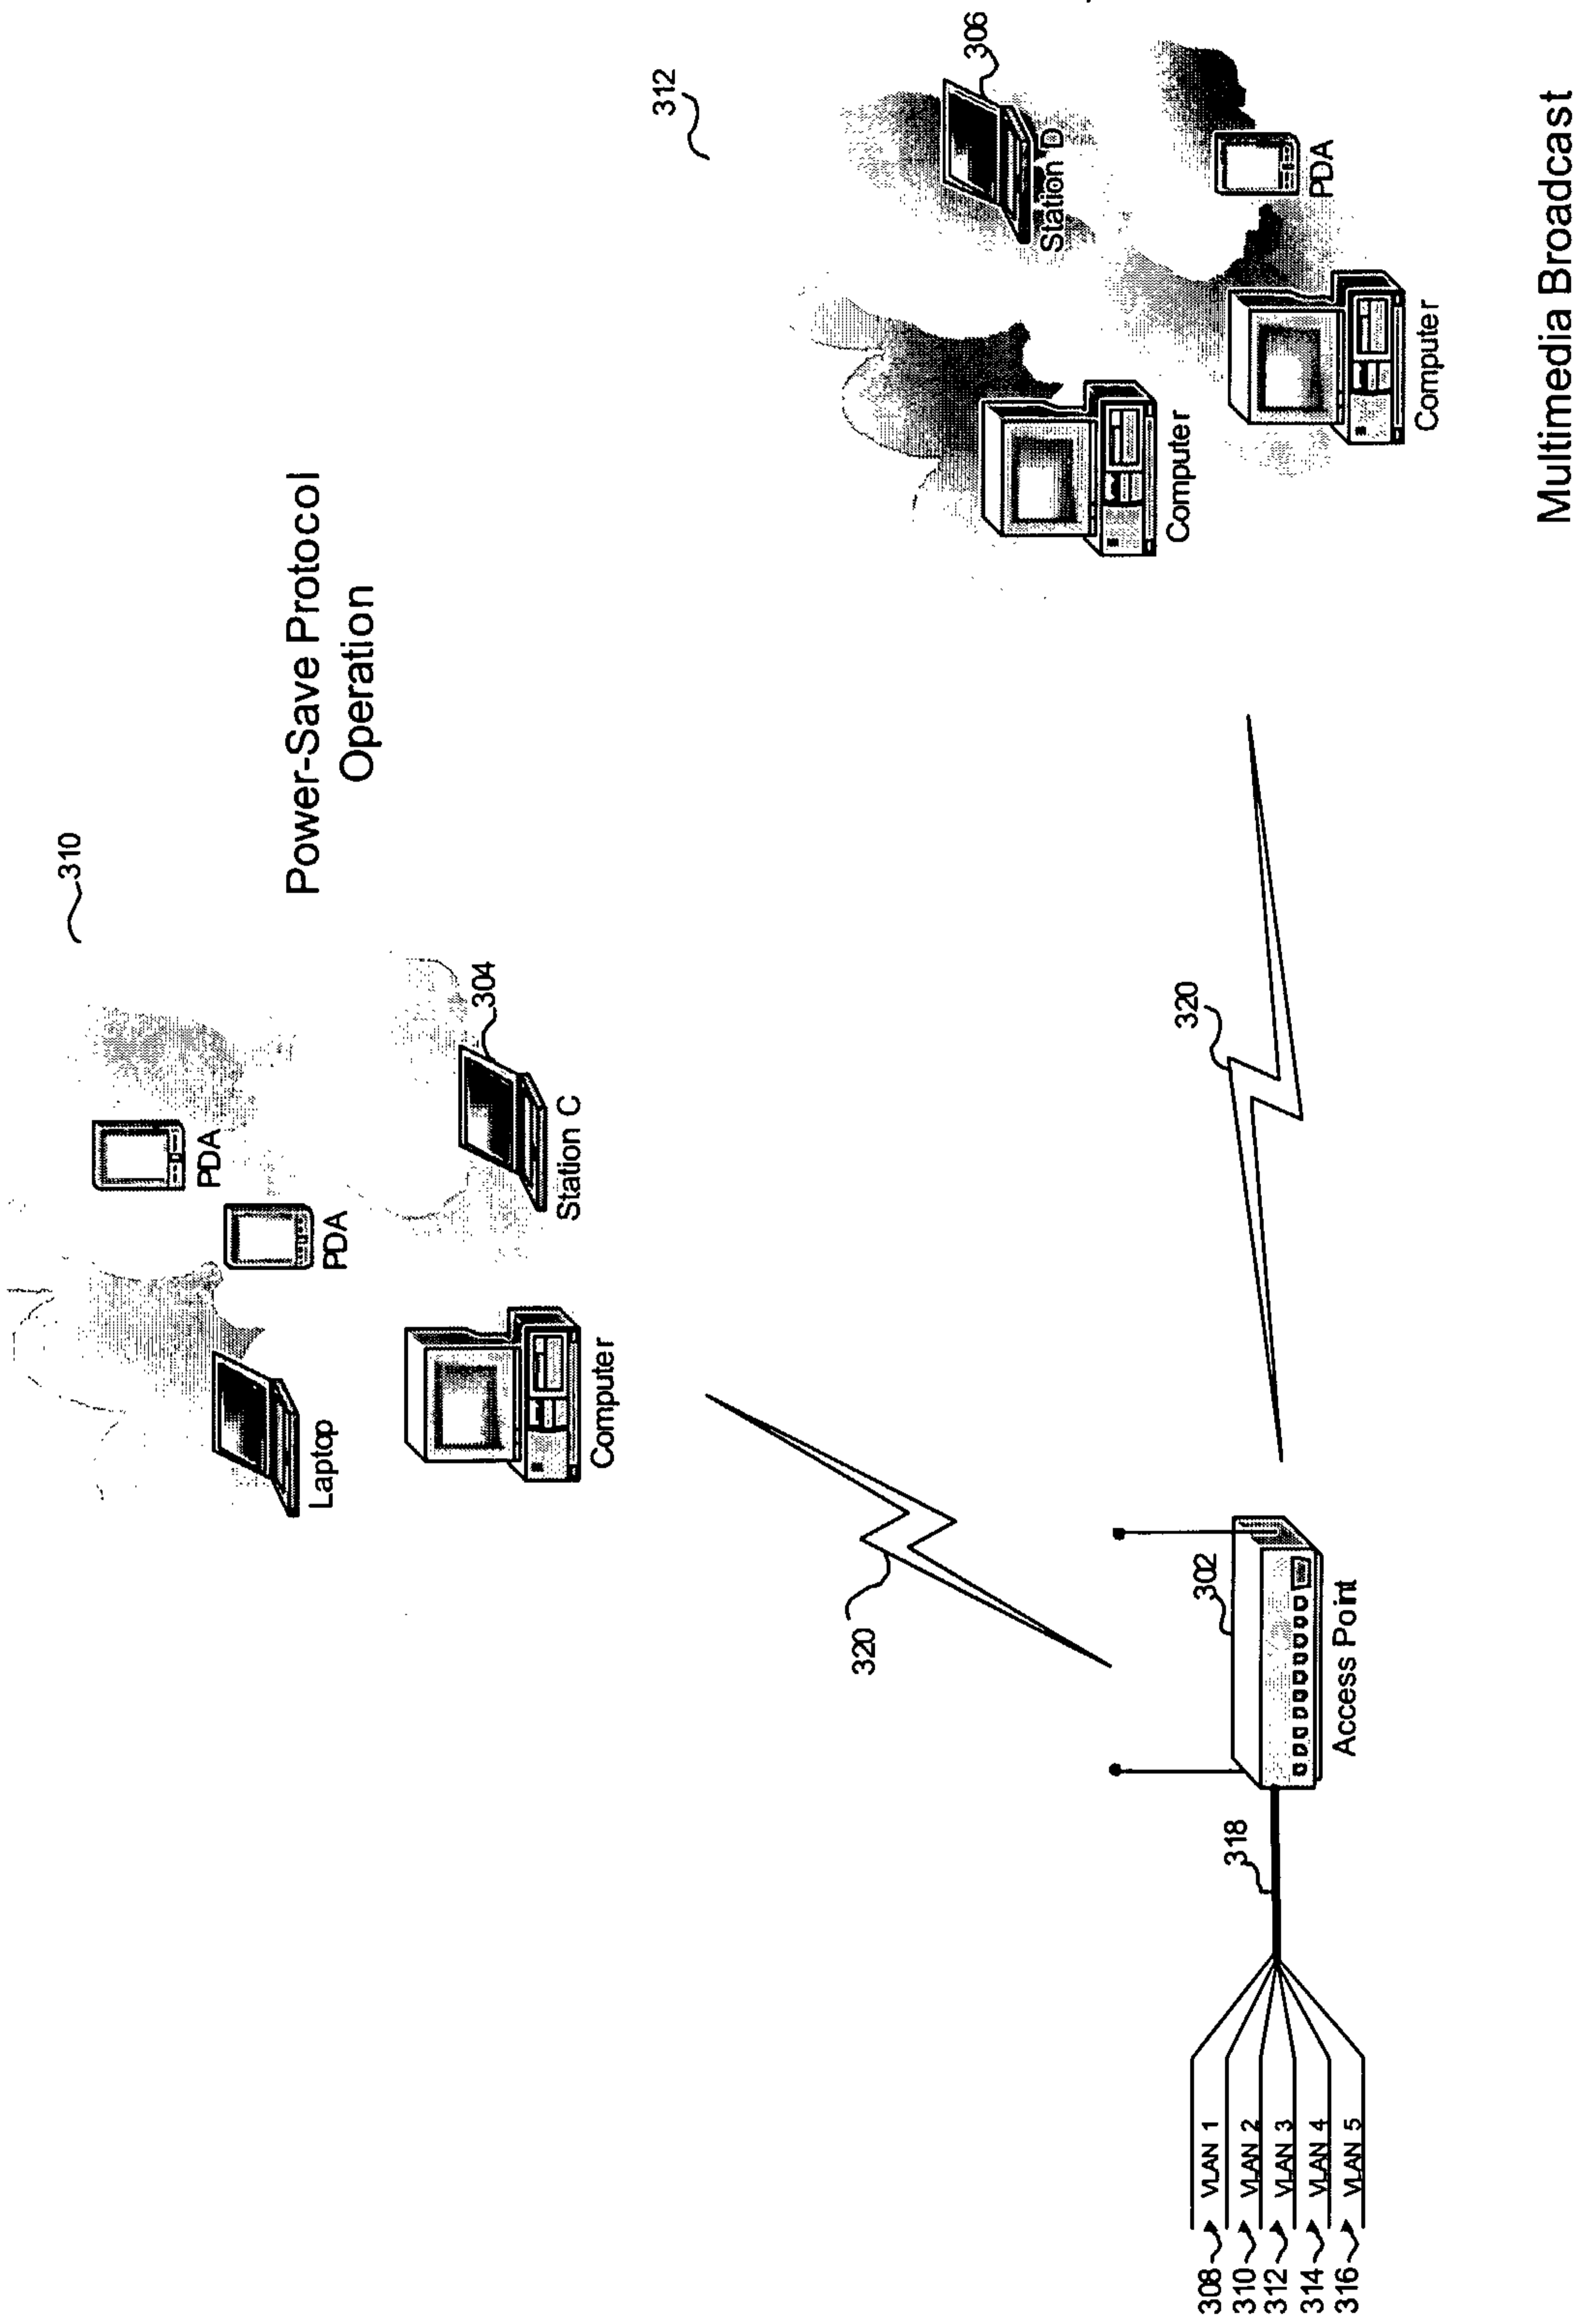 310
PDA
PDA
Laptop
304
Station C
Computer
Power-Save Protocol
Operation
312
306
Station D
Computer
PDA
Computer
Multimedia Broadcast
320
320
302
Access Point
318
308 VLAN 1
310 VLAN 2
312 VLAN 3
314 VLAN 4
316 VLAN 5